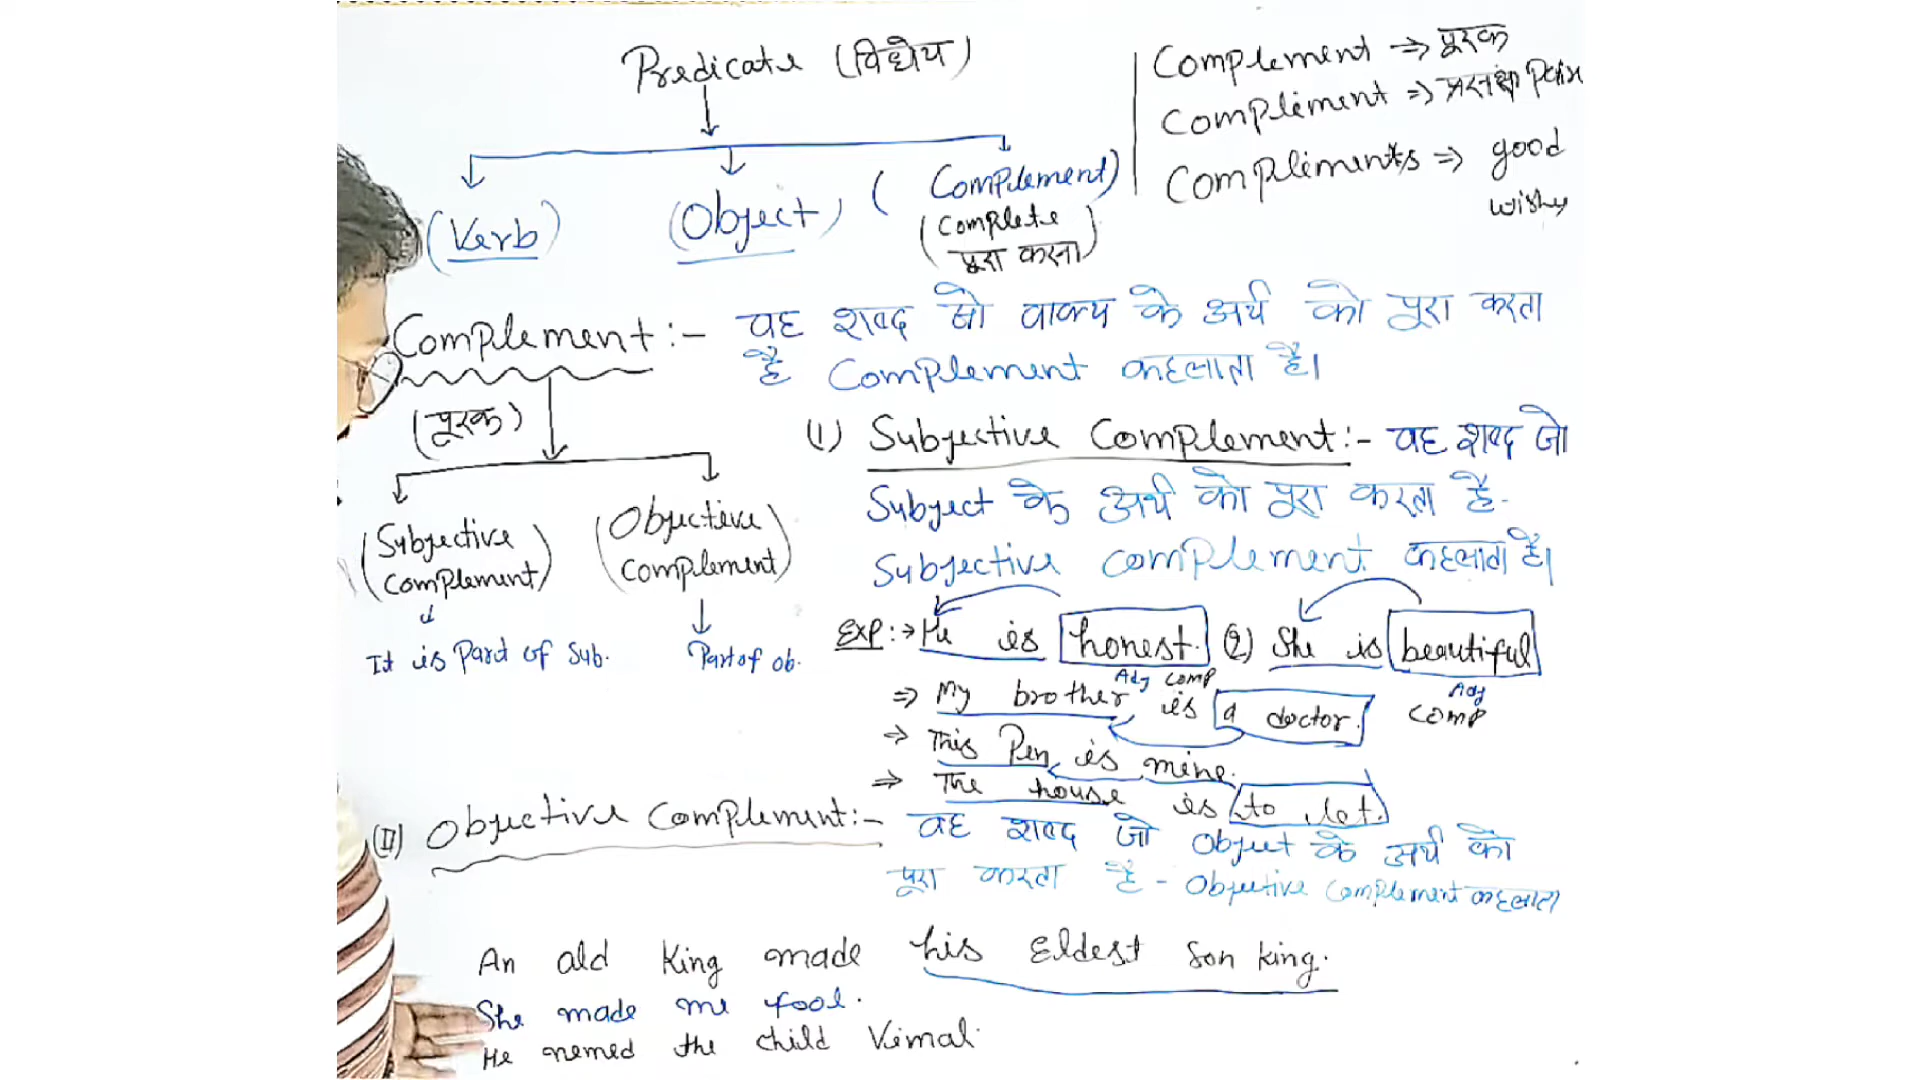 Predicate (विधेय)
Complement ⇒ पूरक
Compliment ⇒ प्रशंसा
Compliments ⇒ good
wishes
(Verb) (Object) (Complement)
(Complete
पूरा करना)
Complement :- वह शब्द जो वाक्य के अर्थ को पूरा करता
है Complement कहलाता है।
(पूरक)
(Subjective Complement) (Objective Complement)
It is Part of Sub. Part of ob.
(I) Subjective Complement :- वह शब्द जो
Subject के अर्थ को पूरा करता है -
Subjective complement कहलाता है।
Exp :→ He is honest. (2) She is beautiful
Adj comp Adj comp
⇒ My brother is a doctor.
⇒ This Pen is mine.
⇒ The house is to let.
(II) Objective Complement :- वह शब्द जो Object के अर्थ को
पूरा करता है - Objective Complement कहलाता
An old King made his Eldest Son king.
She made me fool.
He nemed the child Vimal.